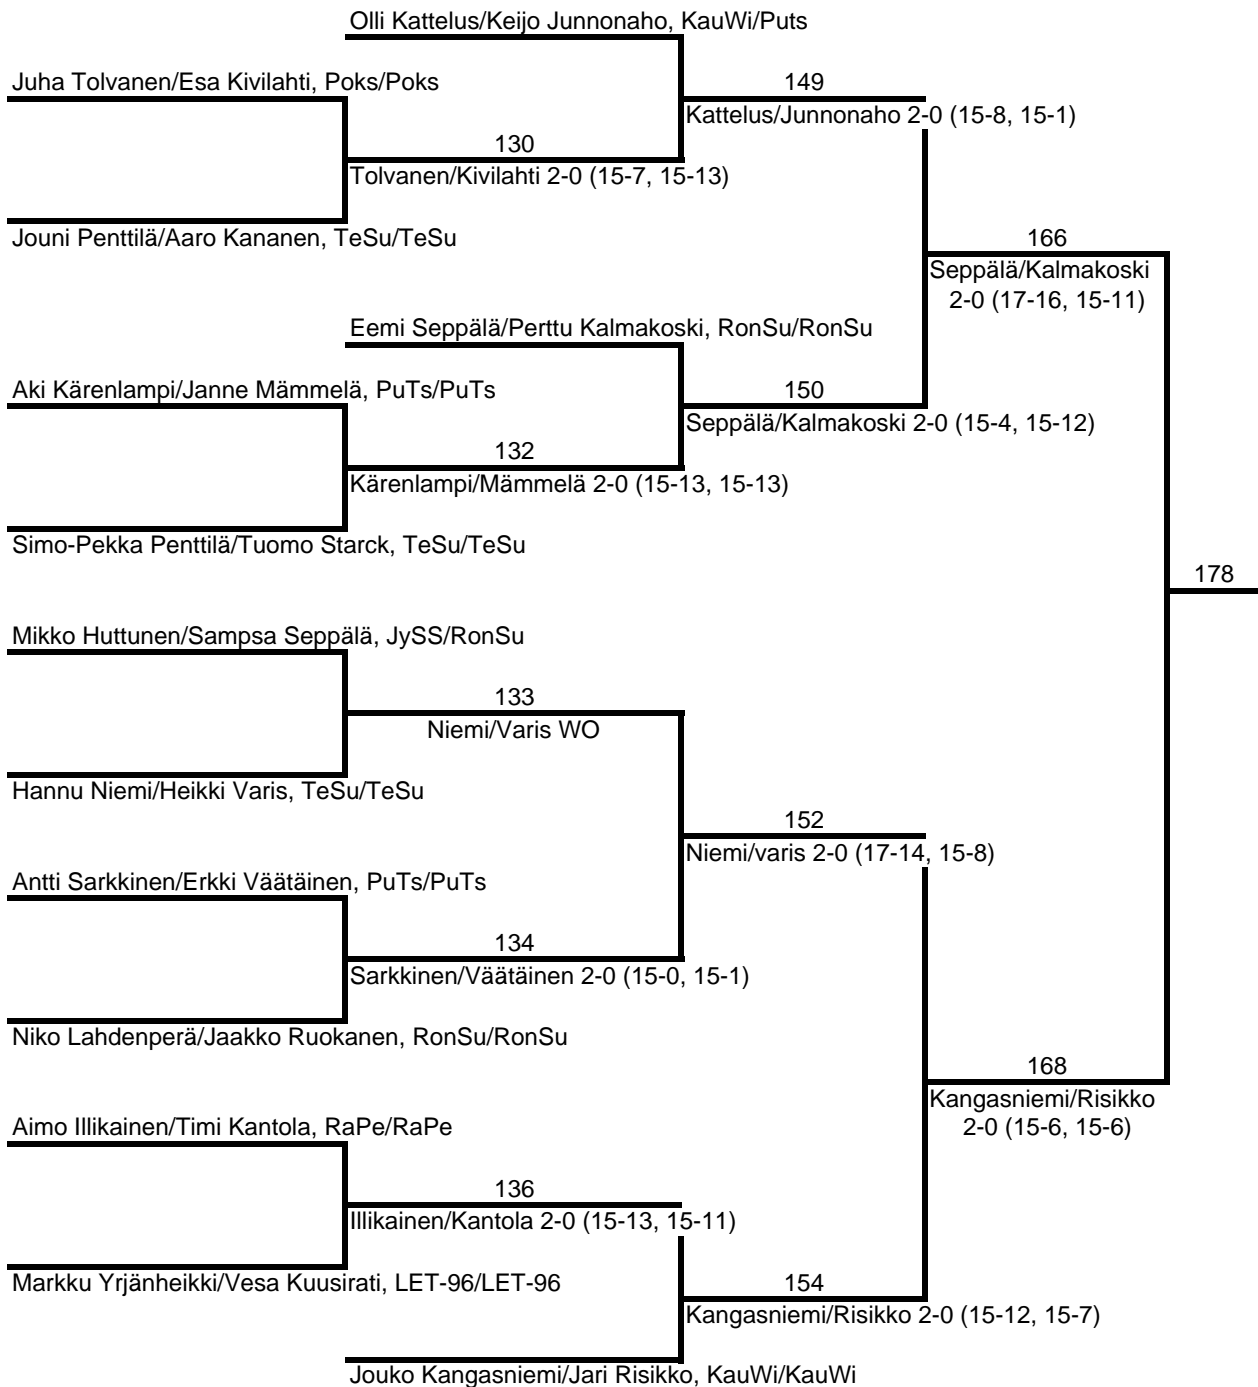 Olli Kattelus/Keijo Junnonaho, KauWi/Puts
Juha Tolvanen/Esa Kivilahti, Poks/Poks
149
Kattelus/Junnonaho 2-0 (15-8, 15-1)
130
Tolvanen/Kivilahti 2-0 (15-7, 15-13)
Jouni Penttilä/Aaro Kananen, TeSu/TeSu
166
Seppälä/Kalmakoski
2-0 (17-16, 15-11)
Eemi Seppälä/Perttu Kalmakoski, RonSu/RonSu
Aki Kärenlampi/Janne Mämmelä, PuTs/PuTs
150
Seppälä/Kalmakoski 2-0 (15-4, 15-12)
132
Kärenlampi/Mämmelä 2-0 (15-13, 15-13)
Simo-Pekka Penttilä/Tuomo Starck, TeSu/TeSu
178
Mikko Huttunen/Sampsa Seppälä, JySS/RonSu
133
Niemi/Varis WO
Hannu Niemi/Heikki Varis, TeSu/TeSu
152
Niemi/varis 2-0 (17-14, 15-8)
Antti Sarkkinen/Erkki Väätäinen, PuTs/PuTs
134
Sarkkinen/Väätäinen 2-0 (15-0, 15-1)
Niko Lahdenperä/Jaakko Ruokanen, RonSu/RonSu
168
Kangasniemi/Risikko
2-0 (15-6, 15-6)
Aimo Illikainen/Timi Kantola, RaPe/RaPe
136
Illikainen/Kantola 2-0 (15-13, 15-11)
Markku Yrjänheikki/Vesa Kuusirati, LET-96/LET-96
154
Kangasniemi/Risikko 2-0 (15-12, 15-7)
Jouko Kangasniemi/Jari Risikko, KauWi/KauWi